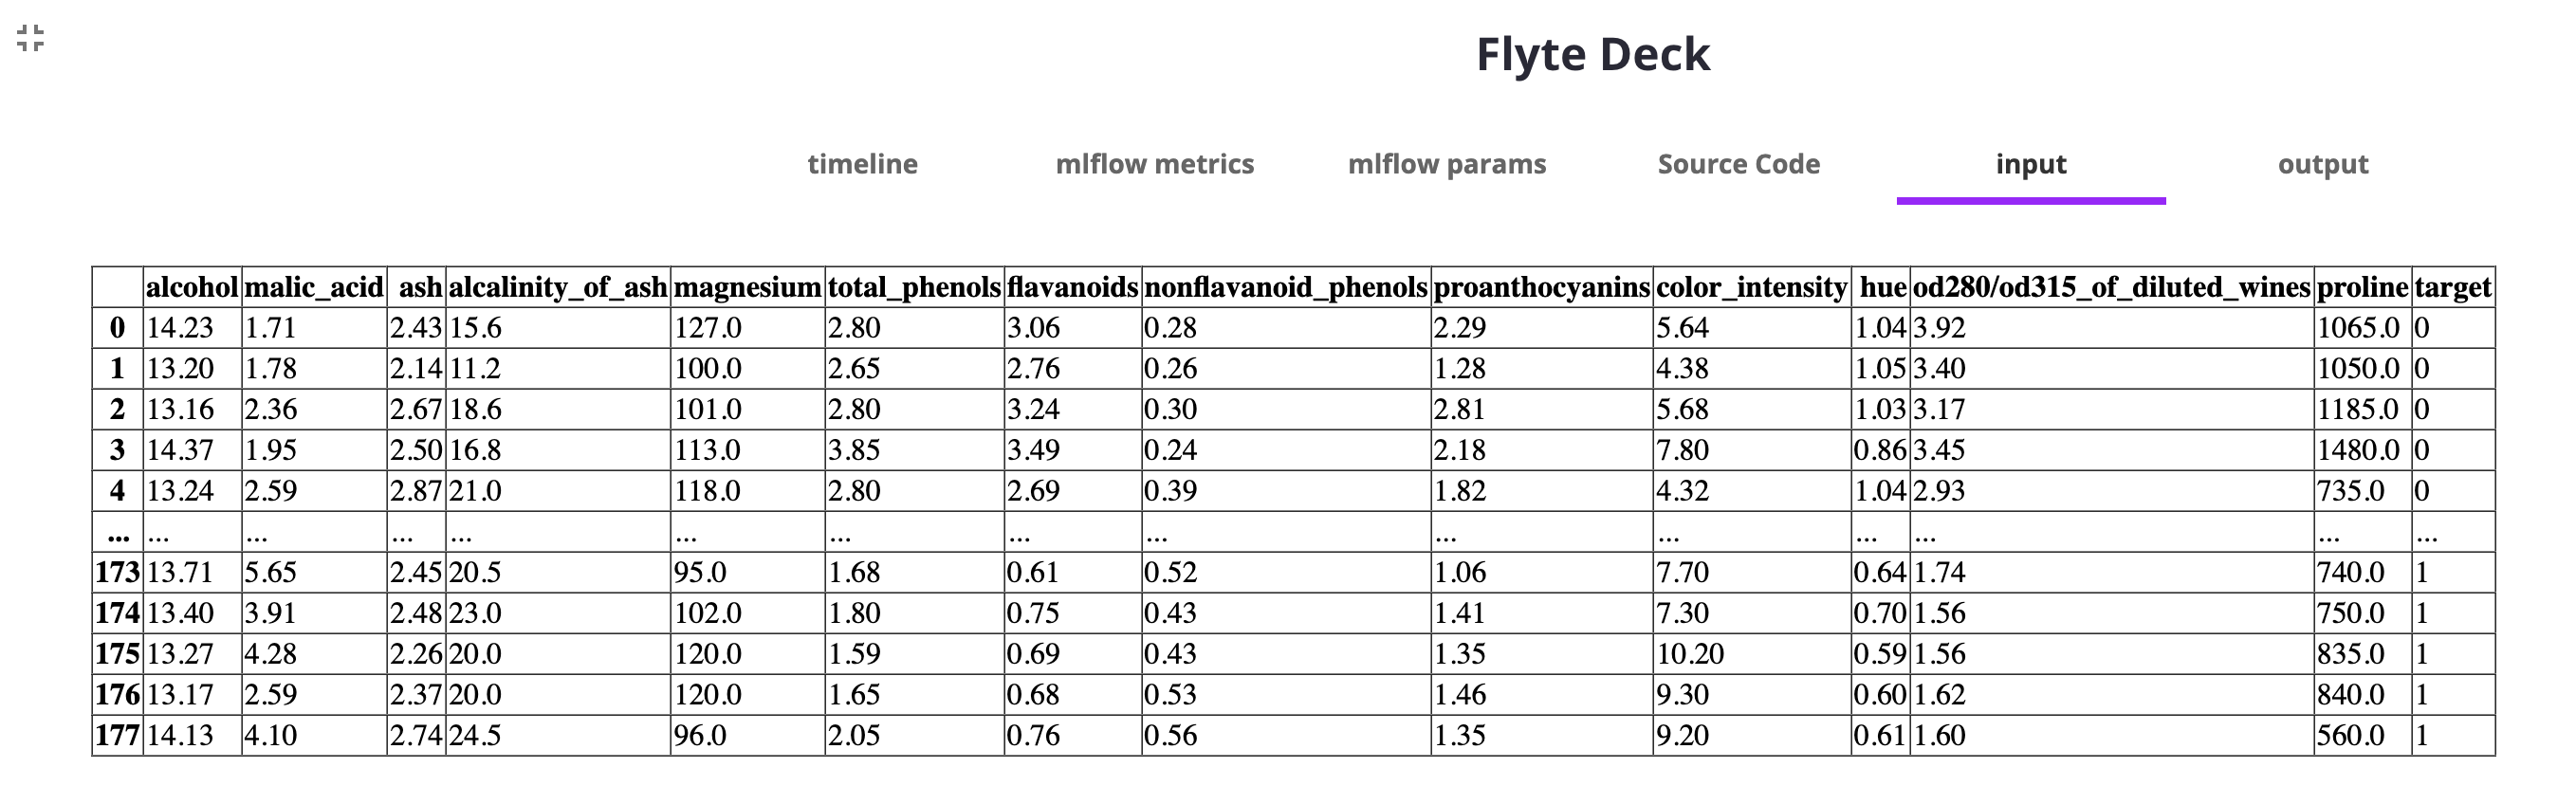 Flyte Deck
timeline mlflow metrics mlflow params Source Code input output
alcohol malic_acid ash alcalinity_of_ash magnesium total_phenols flavanoids nonflavanoid_phenols proanthocyanins color_intensity hue od280/od315_of_diluted_wines proline target
0 14.23 1.71 2.43 15.6 127.0 2.80 3.06 0.28 2.29 5.64 1.04 3.92 1065.0 0
1 13.20 1.78 2.14 11.2 100.0 2.65 2.76 0.26 1.28 4.38 1.05 3.40 1050.0 0
2 13.16 2.36 2.67 18.6 101.0 2.80 3.24 0.30 2.81 5.68 1.03 3.17 1185.0 0
3 14.37 1.95 2.50 16.8 113.0 3.85 3.49 0.24 2.18 7.80 0.86 3.45 1480.0 0
4 13.24 2.59 2.87 21.0 118.0 2.80 2.69 0.39 1.82 4.32 1.04 2.93 735.0 0
... ... ... ... ... ... ... ... ... ... ... ... ... ... ...
173 13.71 5.65 2.45 20.5 95.0 1.68 0.61 0.52 1.06 7.70 0.64 1.74 740.0 1
174 13.40 3.91 2.48 23.0 102.0 1.80 0.75 0.43 1.41 7.30 0.70 1.56 750.0 1
175 13.27 4.28 2.26 20.0 120.0 1.59 0.69 0.43 1.35 10.20 0.59 1.56 835.0 1
176 13.17 2.59 2.37 20.0 120.0 1.65 0.68 0.53 1.46 9.30 0.60 1.62 840.0 1
177 14.13 4.10 2.74 24.5 96.0 2.05 0.76 0.56 1.35 9.20 0.61 1.60 560.0 1